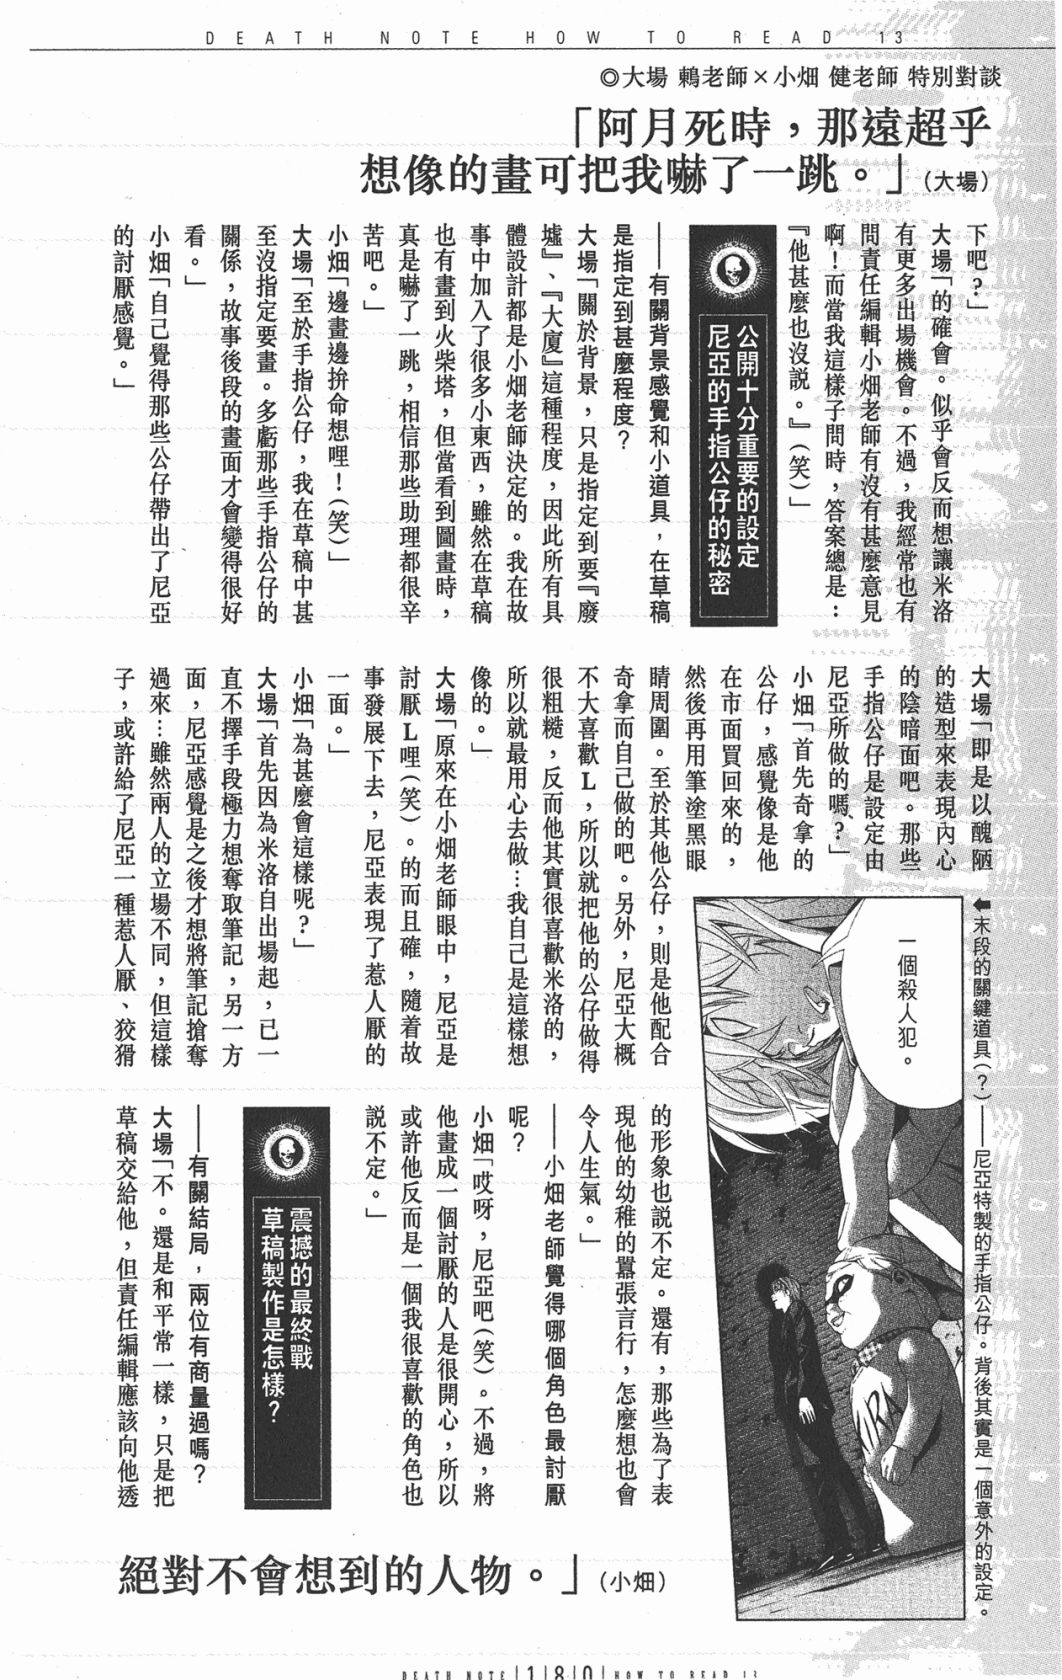 DEATH NOTE HOW TO READ 13
◎大場 鶇老師×小畑 健老師 特別對談
「阿月死時，那遠超乎
想像的畫可把我嚇了一跳。」(大場)
下吧？」
大場「的確會。似乎會反而想讓米洛
有更多出場機會。不過，我經常也有
問責任編輯小畑老師有沒有甚麼意見
啊！而當我這樣子問時，答案總是：
『他甚麼也沒説。』(笑)」
公開十分重要的設定
尼亞的手指公仔的秘密
——有關背景感覺和小道具，在草稿
是指定到甚麼程度？
大場「關於背景，只是指定到要『廢
墟』、『大廈』這種程度，因此所有具
體設計都是小畑老師決定的。我在故
事中加入了很多小東西，雖然在草稿
也有畫到火柴塔，但當看到圖畫時，
真是嚇了一跳，相信那些助理都很辛
苦吧。」
小畑「邊畫邊拚命想哩！(笑)」
大場「至於手指公仔，我在草稿中甚
至沒指定要畫。多虧那些手指公仔的
關係，故事後段的畫面才會變得很好
看。」
小畑「自己覺得那些公仔帶出了尼亞
的討厭感覺。」
大場「即是以醜陋
的造型來表現內心
的陰暗面吧。那些
手指公仔是設定由
尼亞所做的嗎？」
小畑「首先奇拿的
公仔，感覺像是他
在市面買回來的，
然後再用筆塗黑眼
睛周圍。至於其他公仔，則是他配合
奇拿而自己做的吧。另外，尼亞大概
不大喜歡L，所以就把他的公仔做得
很粗糙，反而他其實很喜歡米洛的，
所以就最用心去做…我自己是這樣想
像的。」
大場「原來在小畑老師眼中，尼亞是
討厭L哩(笑)。的而且確，隨着故
事發展下去，尼亞表現了惹人厭的
一面。」
小畑「為甚麼會這樣呢？」
大場「首先因為米洛自出場起，已一
直不擇手段極力想奪取筆記，另一方
面，尼亞感覺是之後才想將筆記搶奪
過來…雖然兩人的立場不同，但這樣
子，或許給了尼亞一種惹人厭、狡猾
一個殺人犯。
⬅末段的關鍵道具(？)——尼亞特製的手指公仔。背後其實是一個意外的設定。
的形象也説不定。還有，那些為了表
現他的幼稚的囂張言行，怎麼想也會
令人生氣。」
——小畑老師覺得哪個角色最討厭
呢？
小畑「哎呀，尼亞吧(笑)。不過，將
他畫成一個討厭的人是很開心，所以
或許他反而是一個我很喜歡的角色也
説不定。」
震撼的最終戰
草稿製作是怎樣？
——有關結局，兩位有商量過嗎？
大場「不。還是和平常一樣，只是把
草稿交給他，但責任編輯應該向他透
絕對不會想到的人物。」(小畑)
DEATH NOTE|1|8|0|HOW TO READ 13